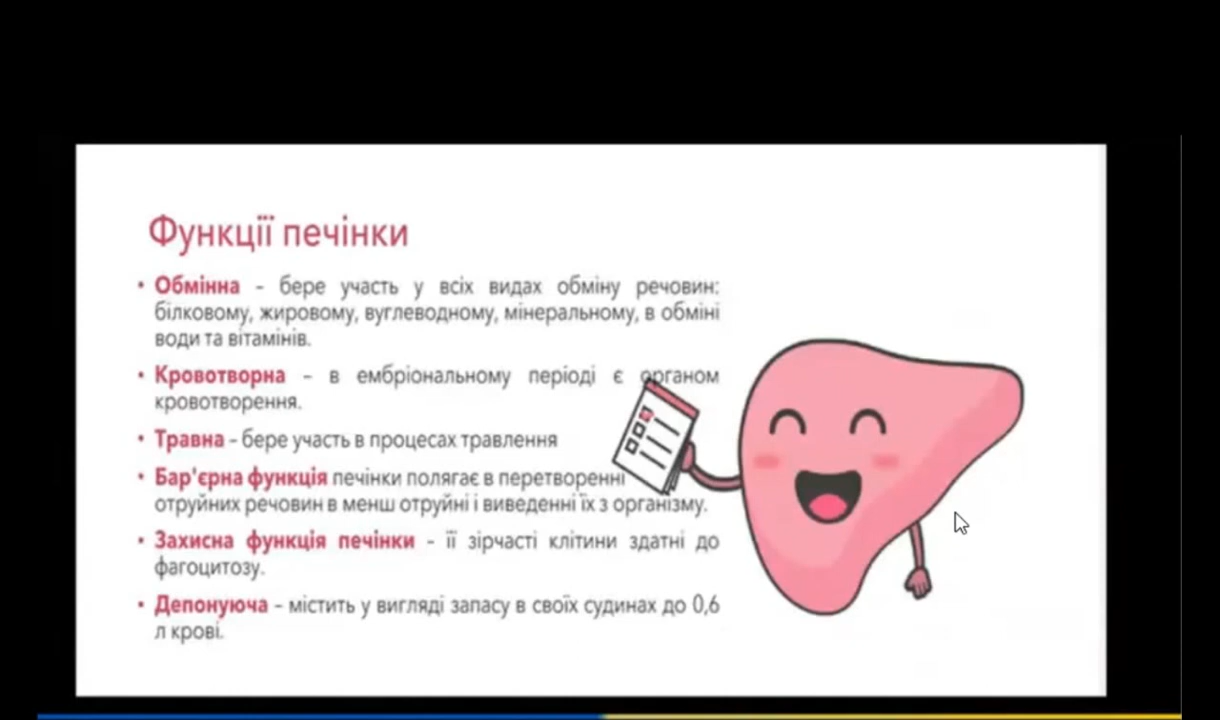 Функції печінки
• Обмінна – бере участь у всіх видах обміну речовин:
білковому, жировому, вуглеводному, мінеральному, в обміні
води та вітамінів.
• Кровотворна – в ембріональному періоді є органом
кровотворення.
• Травна – бере участь в процесах травлення
• Бар'єрна функція печінки полягає в перетворенні
отруйних речовин в менш отруйні і виведенні їх з організму.
• Захисна функція печінки – її зірчасті клітини здатні до
фагоцитозу.
• Депонуюча – містить у вигляді запасу в своїх судинах до 0,6
л крові.